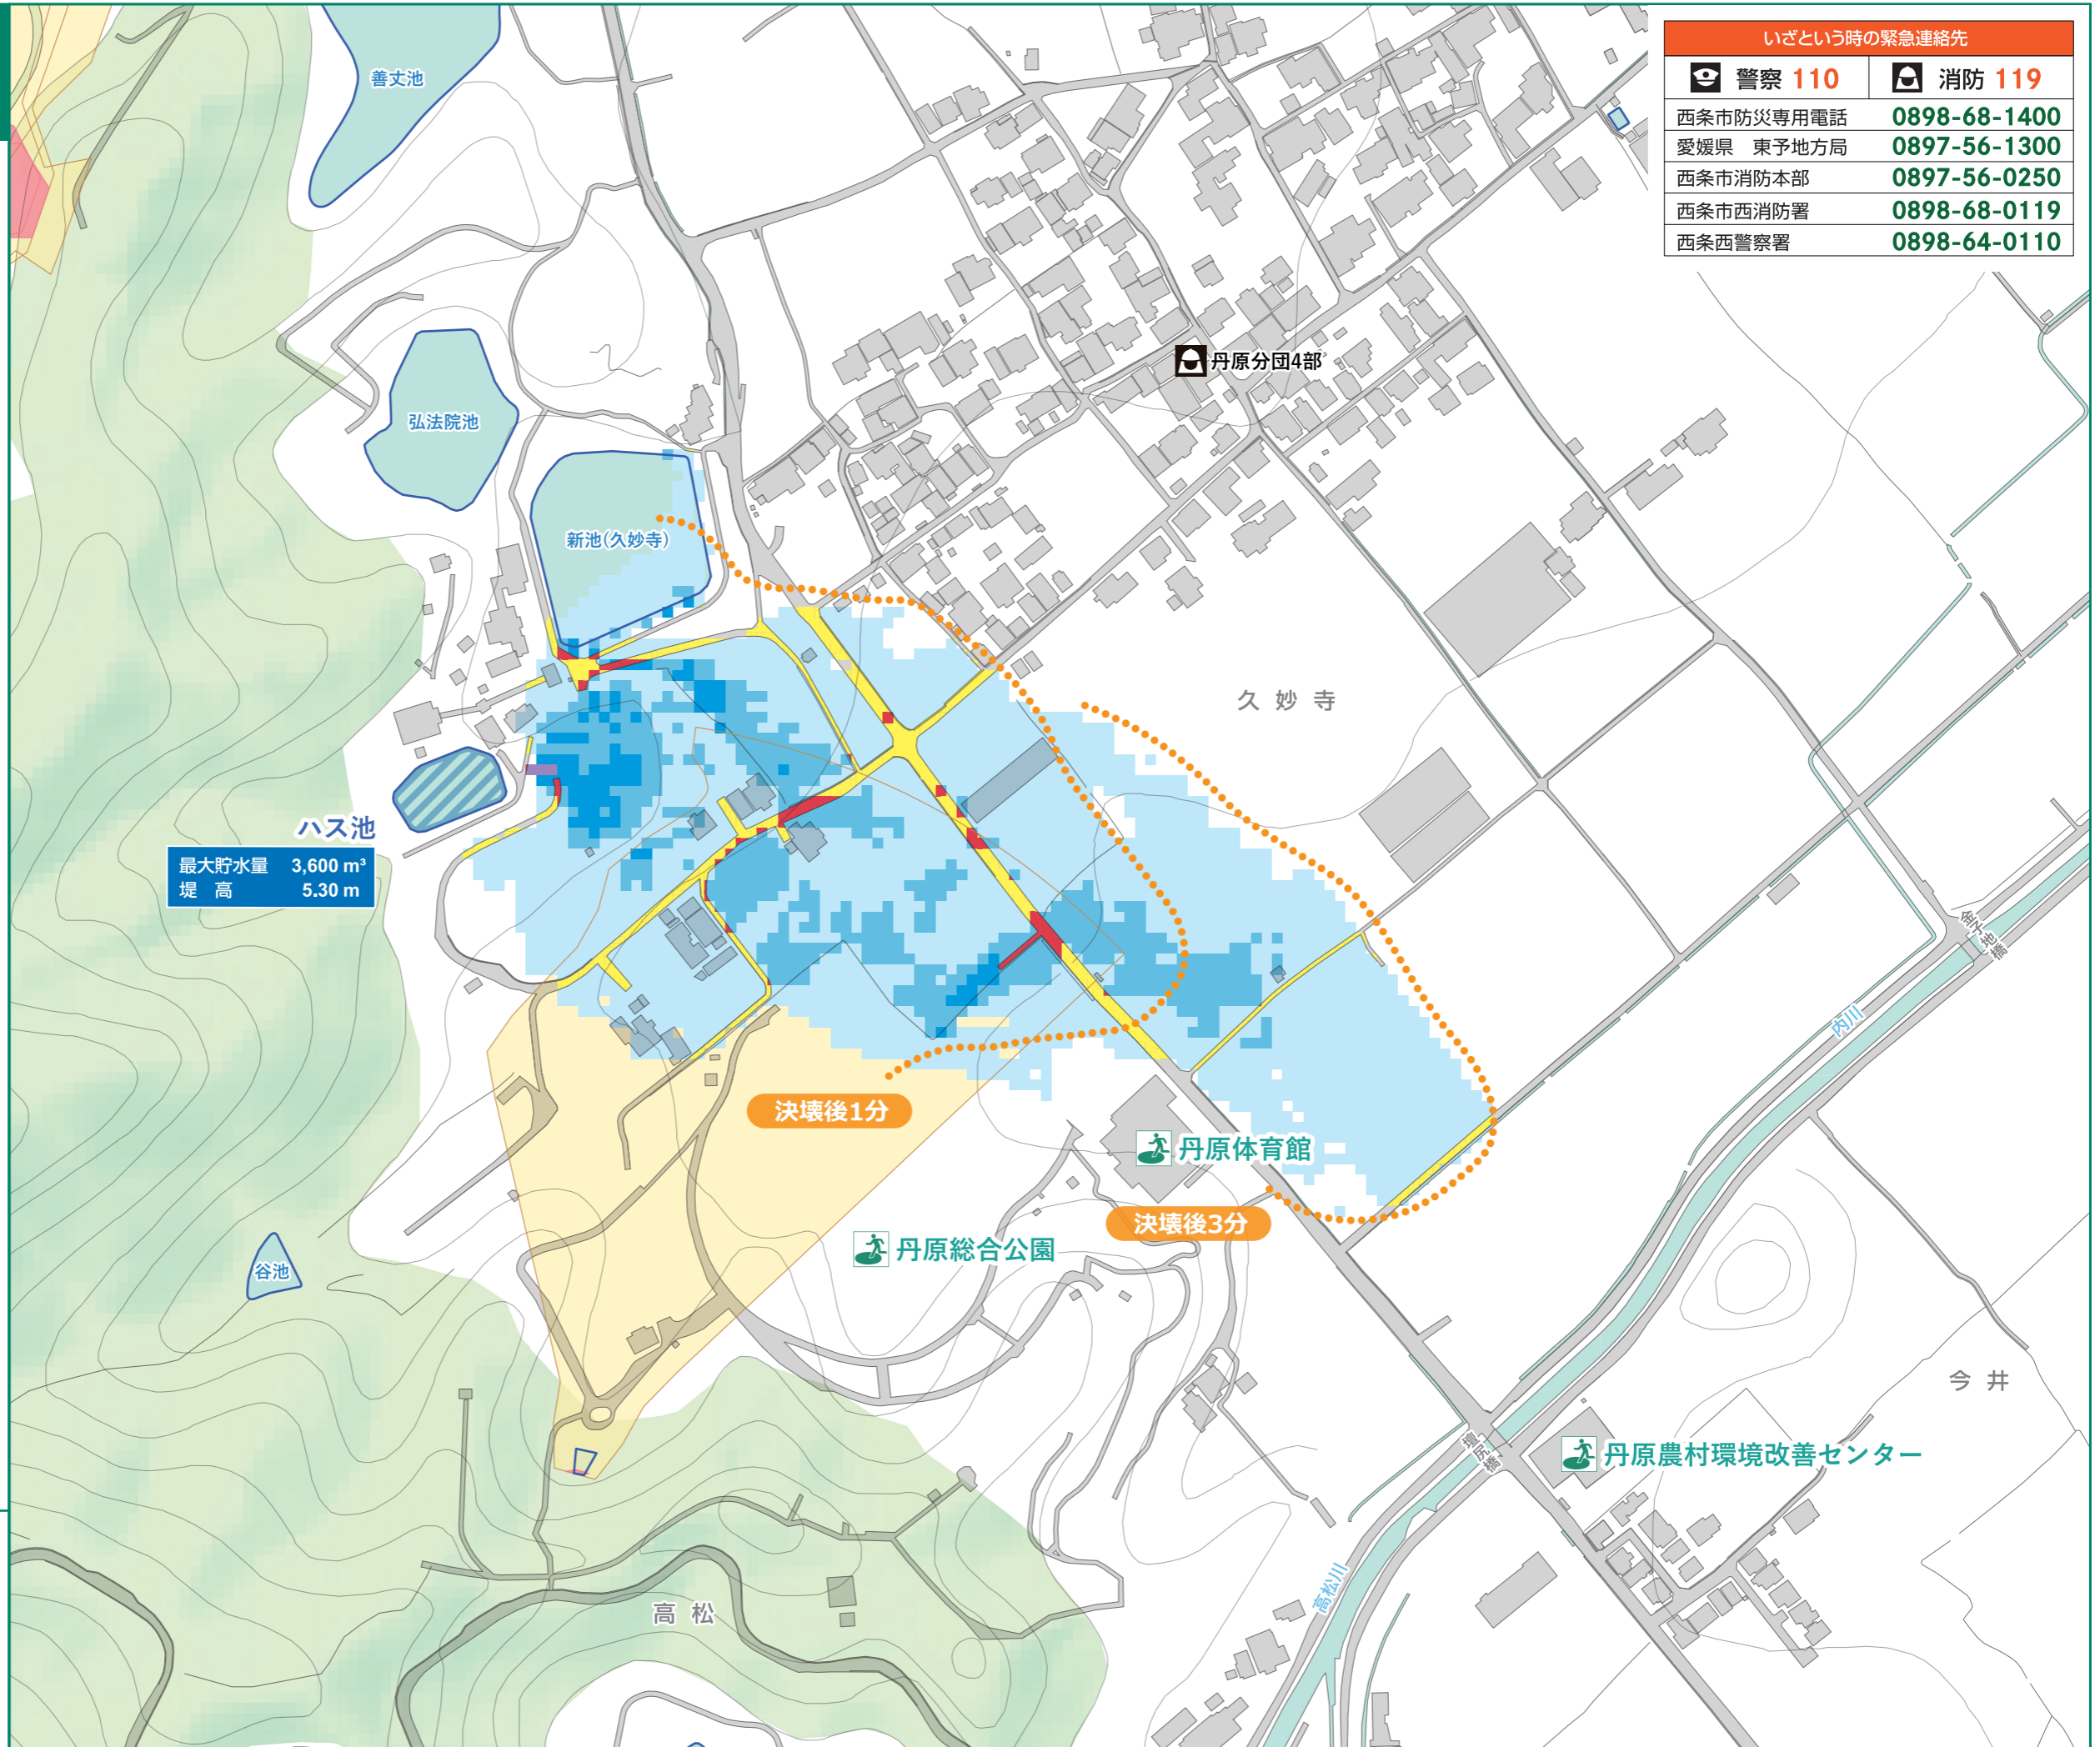 いざという時の緊急連絡先
警察 110 消防 119
西条市防災専用電話 0898-68-1400
愛媛県 東予地方局 0897-56-1300
西条市消防本部 0897-56-0250
西条市西消防署 0898-68-0119
西条西警察署 0898-64-0110
善丈池
丹原分団4部
弘法院池
新池(久妙寺)
久妙寺
ハス池
最大貯水量 3,600 m³
堤 高 5.30 m
金子地橋
内川
決壊後1分
丹原体育館
決壊後3分
丹原総合公園
谷池
今井
壇尻橋
丹原農村環境改善センター
高松川
高松